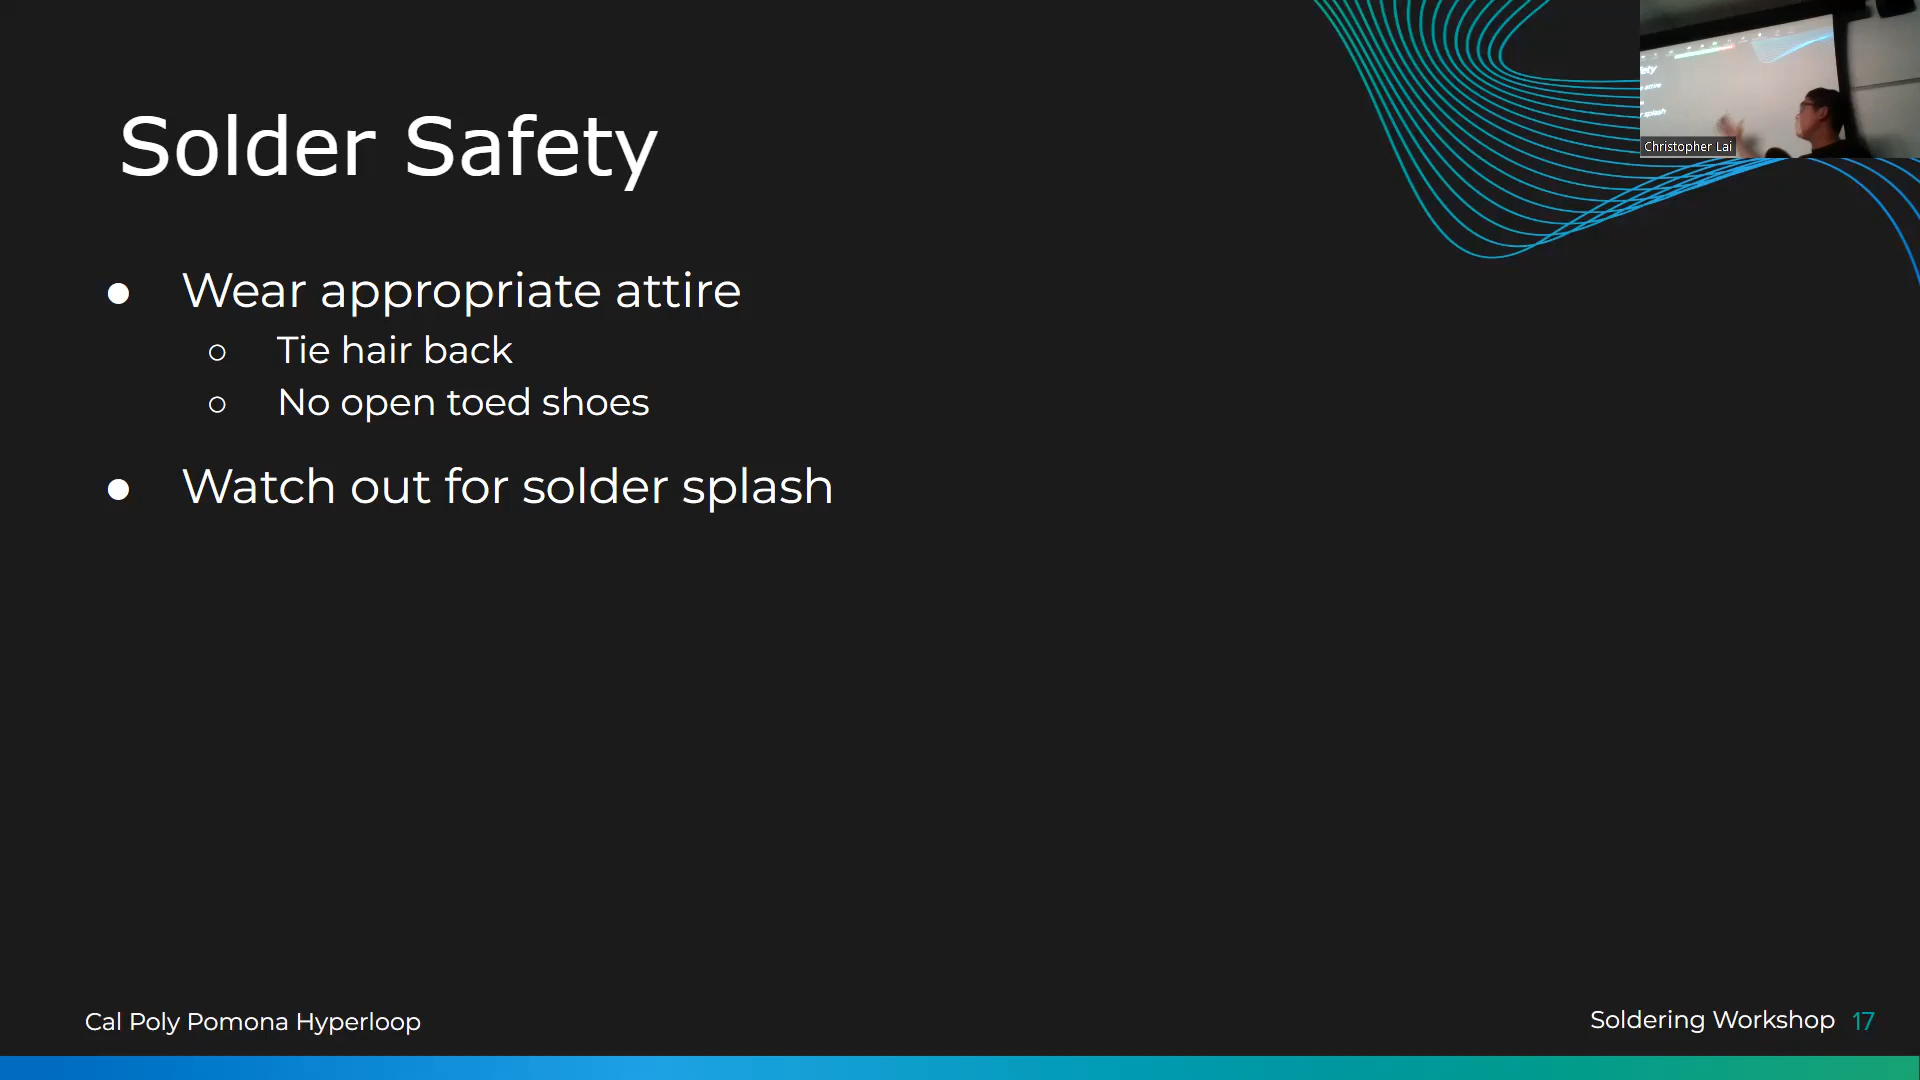 Solder Safety
Christopher Lai
● Wear appropriate attire
○ Tie hair back
○ No open toed shoes
● Watch out for solder splash
Cal Poly Pomona Hyperloop
Soldering Workshop 17